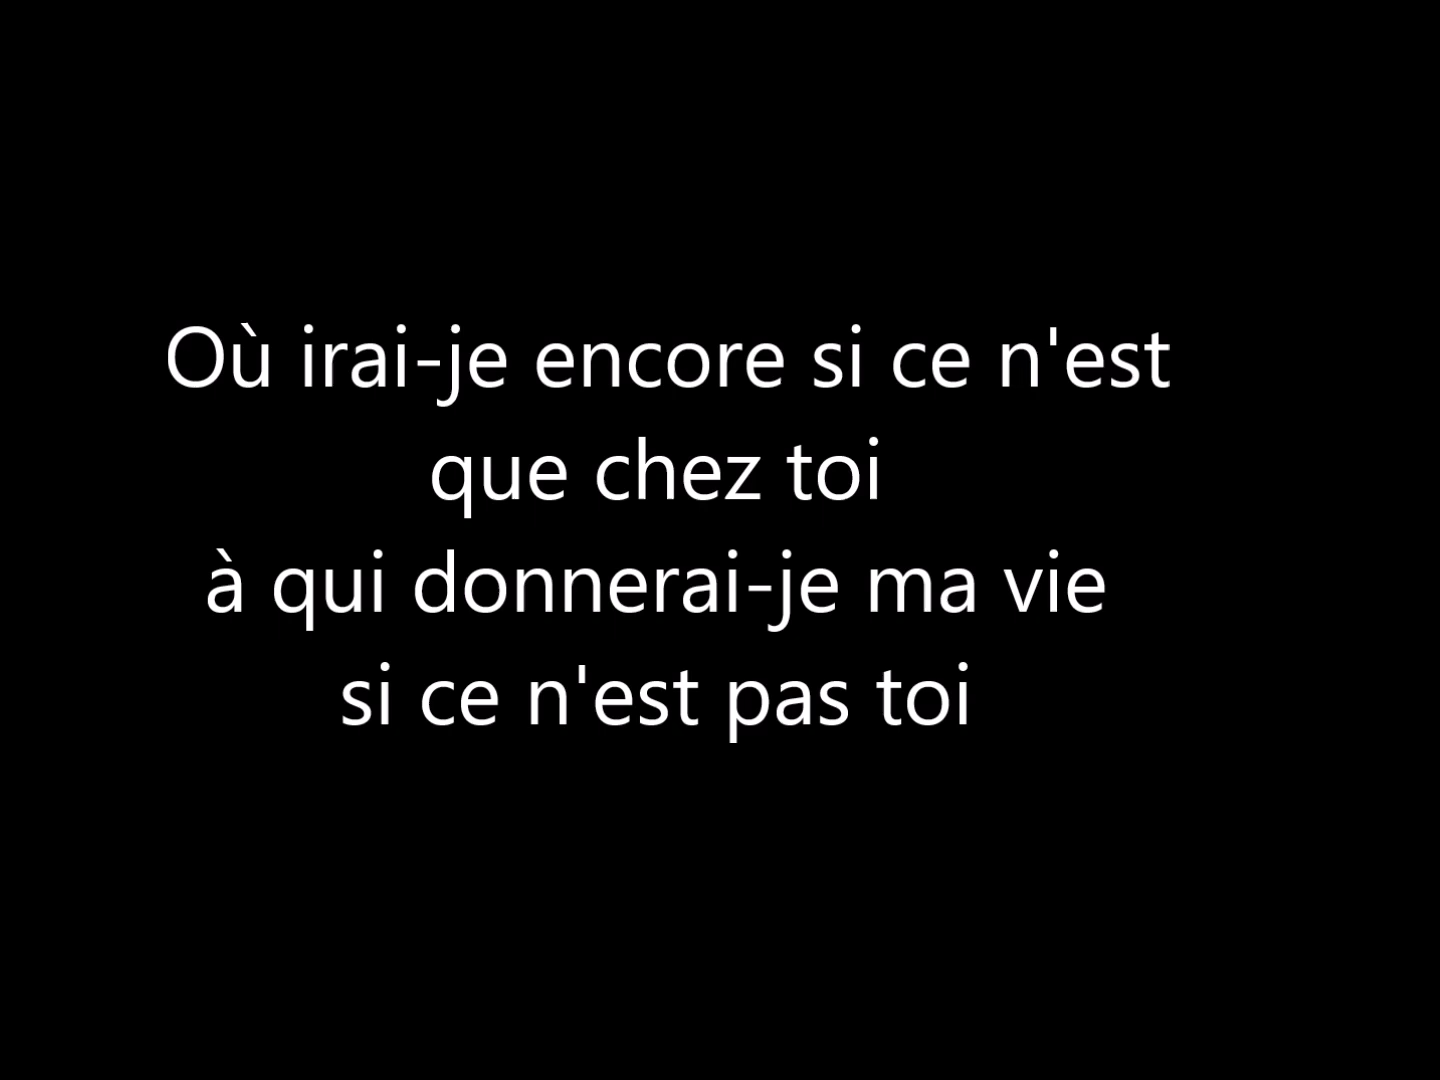 Où irai-je encore si ce n'est
que chez toi
à qui donnerai-je ma vie
si ce n'est pas toi